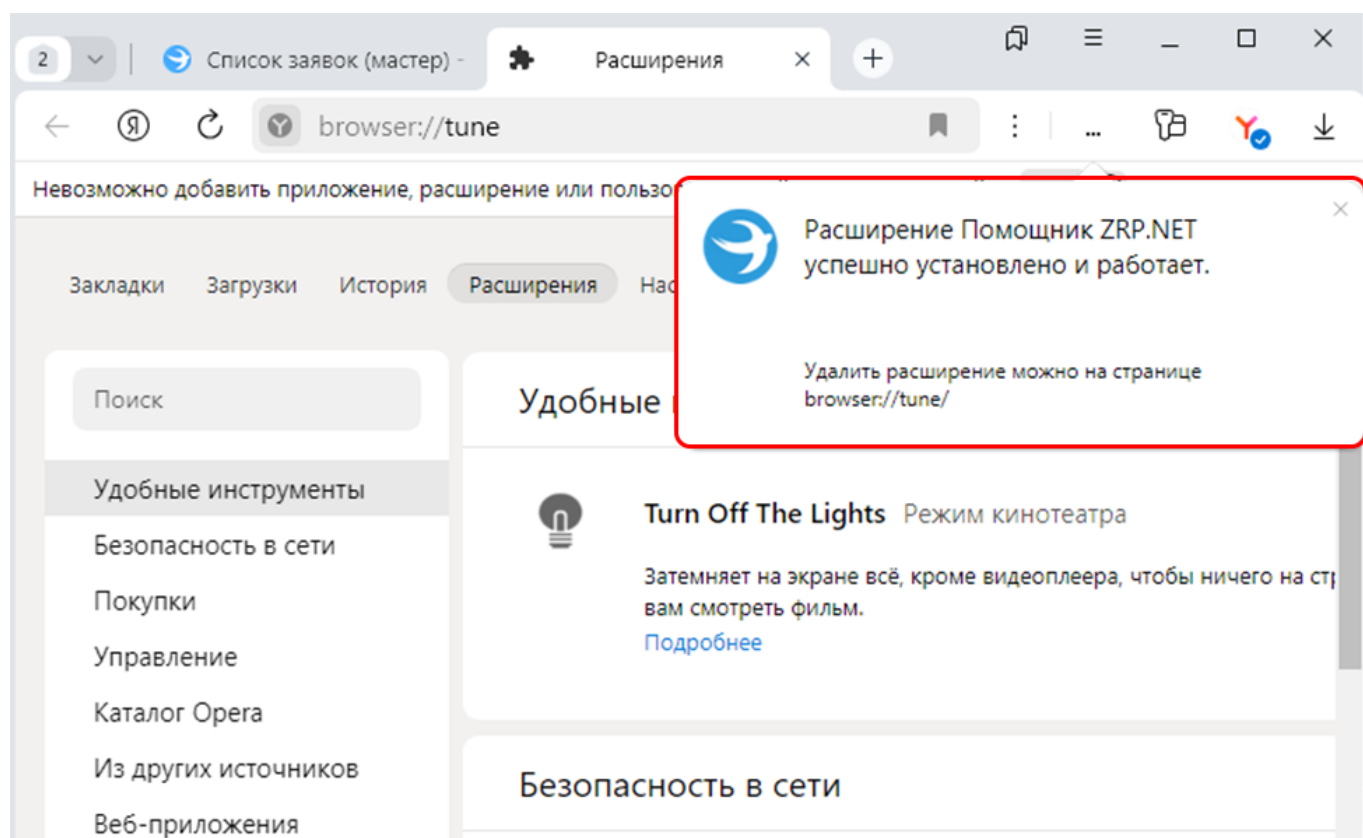 2
Список заявок (мастер) -
Расширения
browser://tune
Невозможно добавить приложение, расширение или
Расширение Помощник ZRP.NET
успешно установлено и работает.
Удалить расширение можно на странице
browser://tune/
Закладки Загрузки История Расширения
Поиск
Удобные инструменты
Безопасность в сети
Покупки
Управление
Каталог Opera
Из других источников
Веб-приложения
Удобные
Turn Off The Lights Режим кинотеатра
Затемняет на экране всё, кроме видеоплеера, чтобы ничего на
вам смотреть фильм.
Подробнее
Безопасность в сети